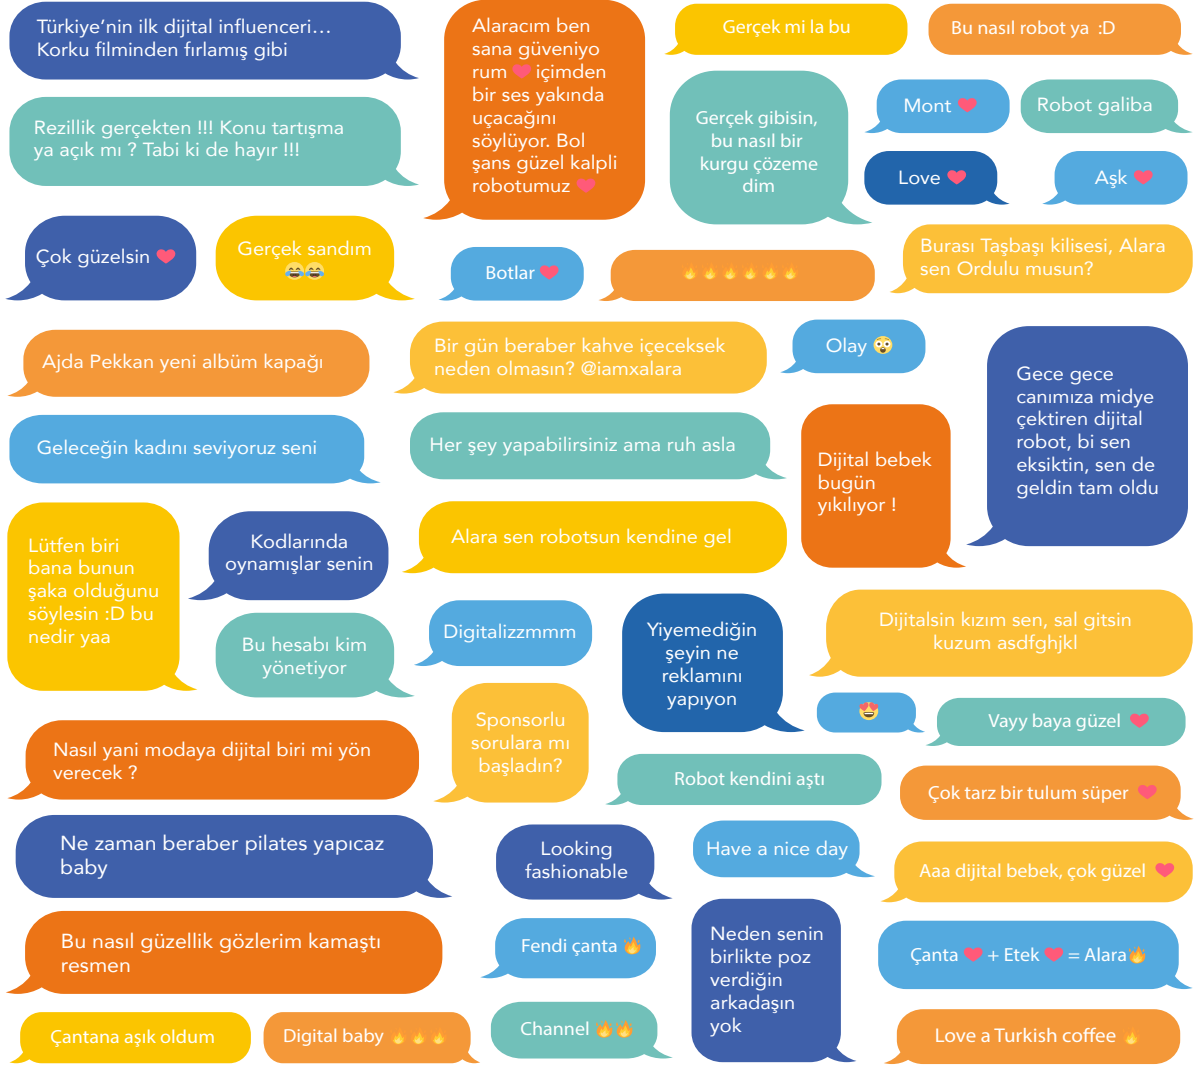 Türkiye’nin ilk dijital influenceri…
Korku filminden fırlamış gibi
Alaracım ben
sana güveniyo
rum ❤ içimden
bir ses yakında
uçacağını
söylüyor. Bol
şans güzel kalpli
robotumuz ❤
Gerçek mi la bu
Bu nasıl robot ya :D
Rezillik gerçekten !!! Konu tartışma
ya açık mı ? Tabi ki de hayır !!!
Gerçek gibisin,
bu nasıl bir
kurgu çözeme
dim
Mont ❤
Robot galiba
Love ❤
Aşk ❤
Çok güzelsin ❤
Gerçek sandım
😂😂
Botlar ❤
🔥🔥🔥🔥🔥🔥
Burası Taşbaşı kilisesi, Alara
sen Ordulu musun?
Ajda Pekkan yeni albüm kapağı
Bir gün beraber kahve içeceksek
neden olmasın? @iamxalara
Olay 😳
Gece gece
canımıza midye
çektiren dijital
robot, bi sen
eksiktin, sen de
geldin tam oldu
Geleceğin kadını seviyoruz seni
Her şey yapabilirsiniz ama ruh asla
Dijital bebek
bugün
yıkılıyor !
Lütfen biri
bana bunun
şaka olduğunu
söylesin :D bu
nedir yaa
Kodlarında
oynamışlar senin
Alara sen robotsun kendine gel
Bu hesabı kim
yönetiyor
Digitalizzmmm
Yiyemediğin
şeyin ne
reklamını
yapıyon
Dijitalsin kızım sen, sal gitsin
kuzum asdfghjkl
😍
Vayy baya güzel ❤
Nasıl yani modaya dijital biri mi yön
verecek ?
Sponsorlu
sorulara mı
başladın?
Robot kendini aştı
Çok tarz bir tulum süper ❤
Ne zaman beraber pilates yapıcaz
baby
Looking
fashionable
Have a nice day
Aaa dijital bebek, çok güzel ❤
Bu nasıl güzellik gözlerim kamaştı
resmen
Fendi çanta 🔥
Neden senin
birlikte poz
verdiğin
arkadaşın
yok
Çanta ❤ + Etek ❤ = Alara🔥
Çantana aşık oldum
Digital baby 🔥🔥🔥
Channel 🔥🔥
Love a Turkish coffee 🔥